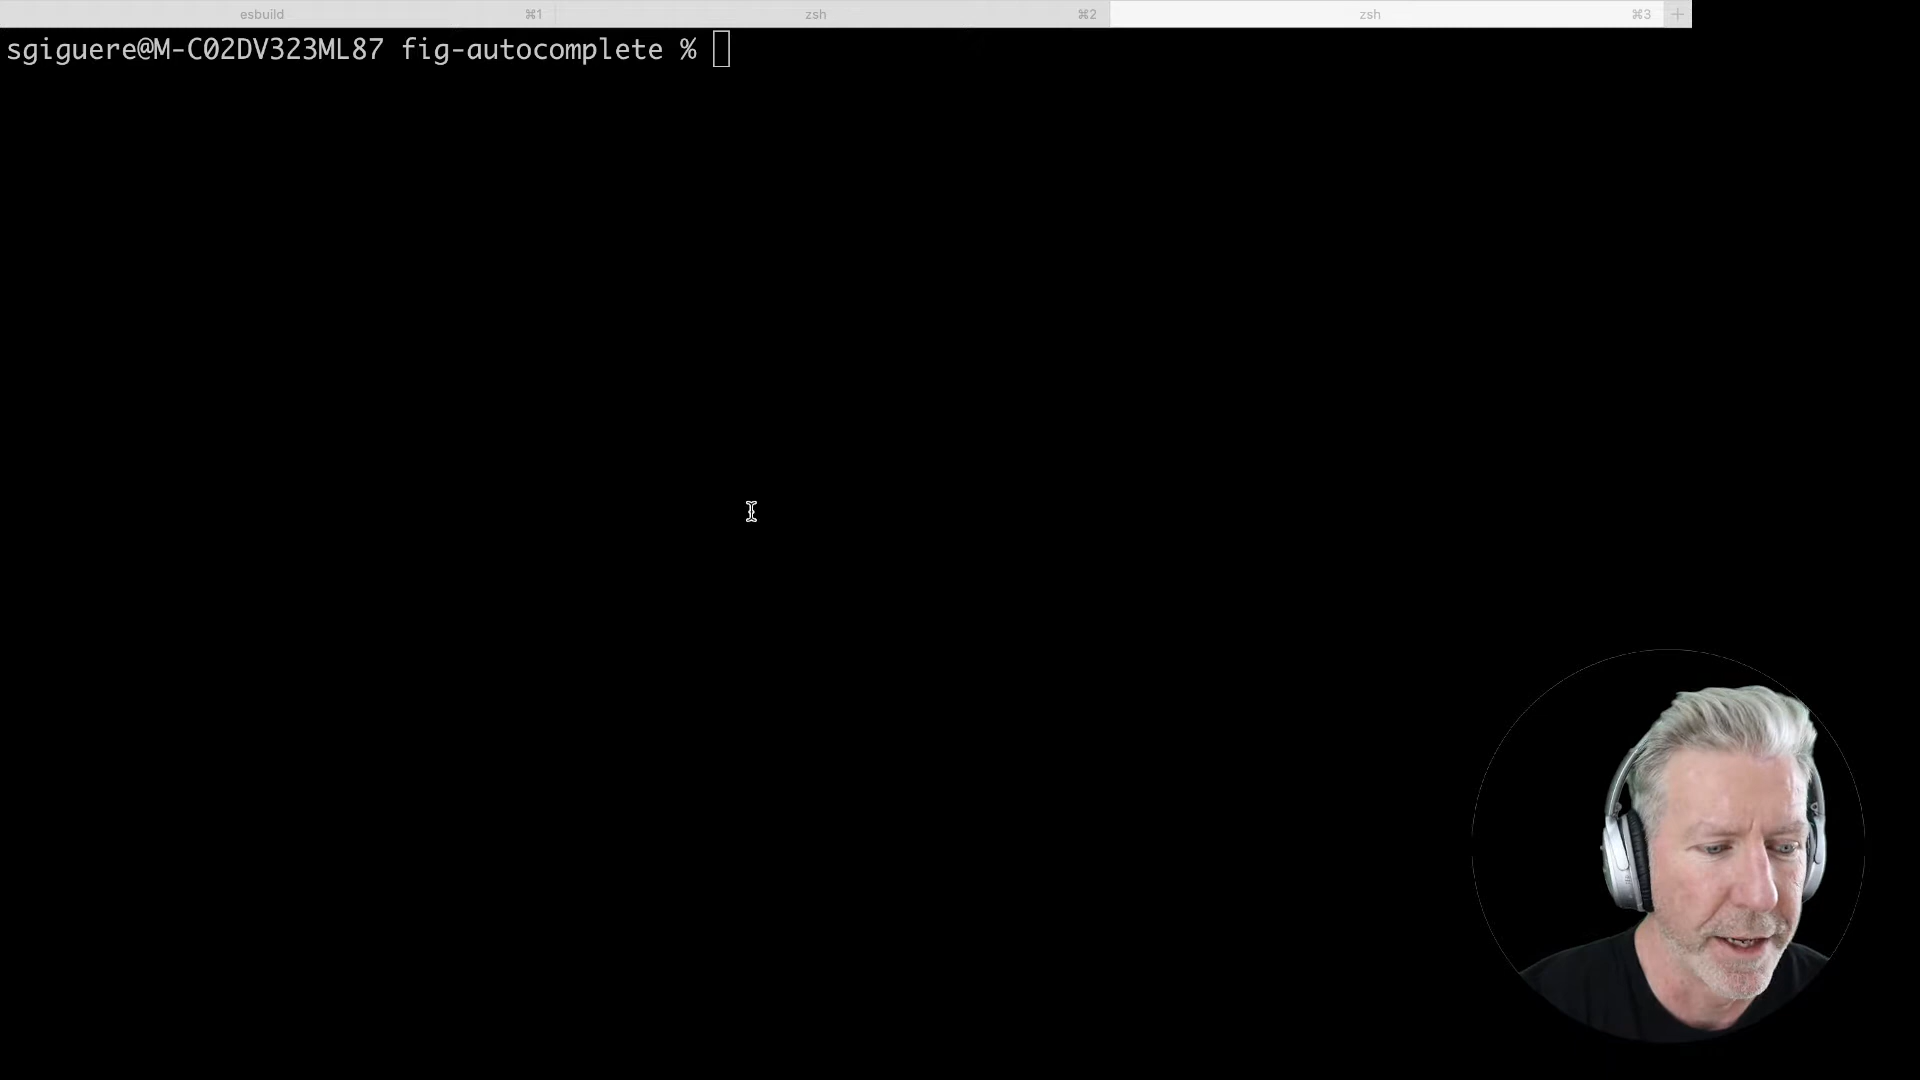 esbuild ⌘1 zsh ⌘2 zsh ⌘3 +
sgiguere@M-C02DV323ML87 fig-autocomplete %